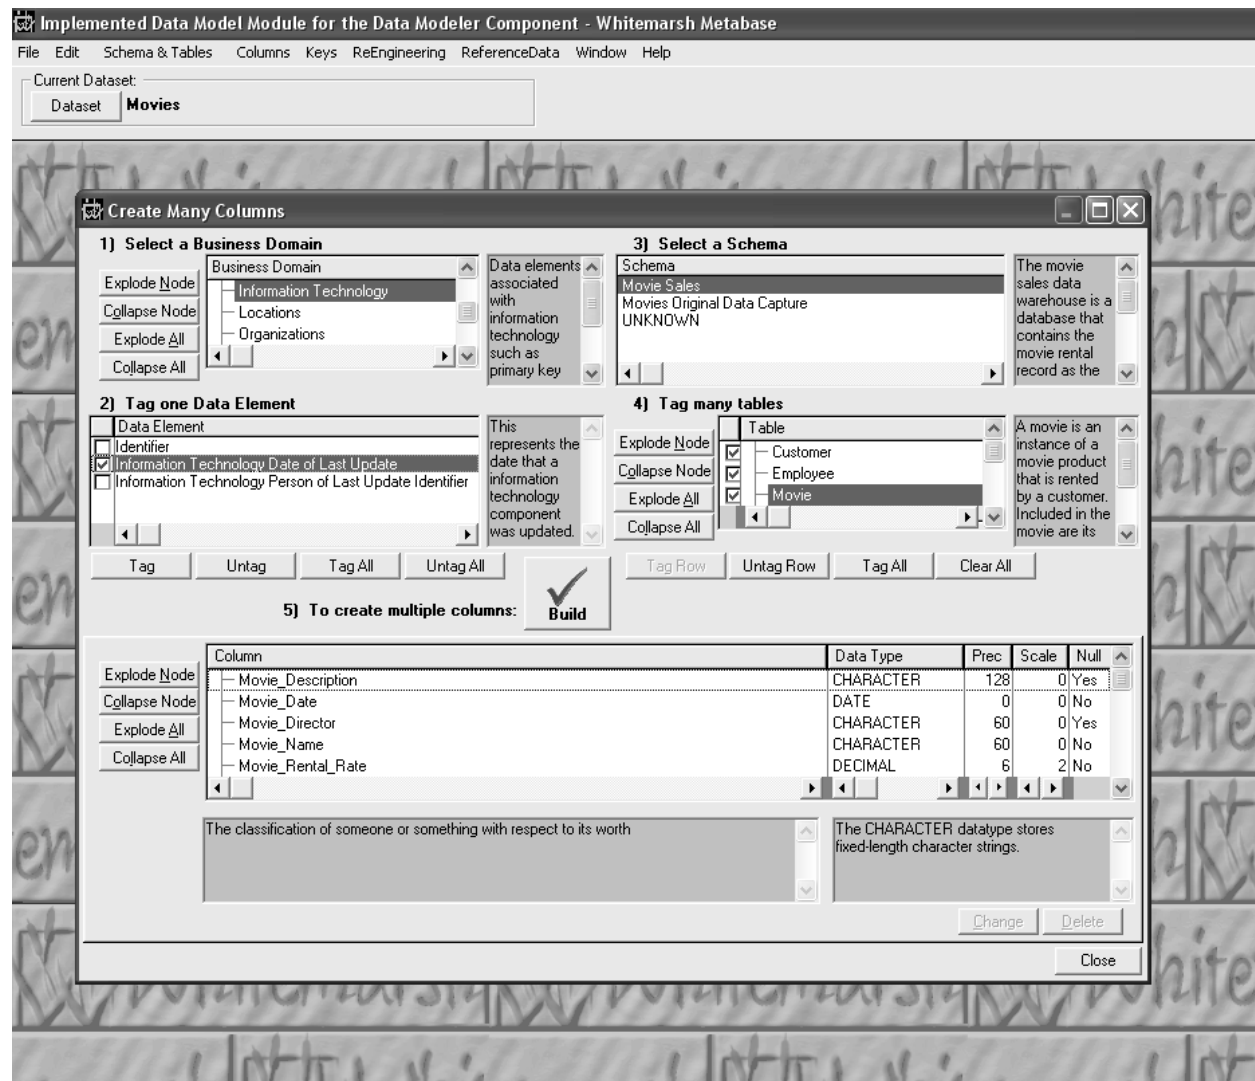 Implemented Data Model Module for the Data Modeler Component - Whitemarsh Metabase
File Edit Schema & Tables Columns Keys ReEngineering ReferenceData Window Help
Current Dataset:
Dataset Movies
Create Many Columns
1) Select a Business Domain
Explode Node
Collapse Node
Explode All
Collapse All
Business Domain
Information Technology
Locations
Organizations
Data elements
associated
with
information
technology
such as
primary key
3) Select a Schema
Schema
Movie Sales
Movies Original Data Capture
UNKNOWN
The movie
sales data
warehouse is a
database that
contains the
movie rental
record as the
2) Tag one Data Element
Data Element
Identifier
Information Technology Date of Last Update
Information Technology Person of Last Update Identifier
This
represents the
date that a
information
technology
component
was updated.
4) Tag many tables
Explode Node
Collapse Node
Explode All
Collapse All
Table
Customer
Employee
Movie
A movie is an
instance of a
movie product
that is rented
by a customer.
Included in the
movie are its
Tag Untag Tag All Untag All
Tag Row Untag Row Tag All Clear All
5) To create multiple columns: Build
Explode Node
Collapse Node
Explode All
Collapse All
Column Data Type Prec Scale Null
Movie_Description CHARACTER 128 0 Yes
Movie_Date DATE 0 0 No
Movie_Director CHARACTER 60 0 Yes
Movie_Name CHARACTER 60 0 No
Movie_Rental_Rate DECIMAL 6 2 No
The classification of someone or something with respect to its worth
The CHARACTER datatype stores
fixed-length character strings.
Change Delete
Close